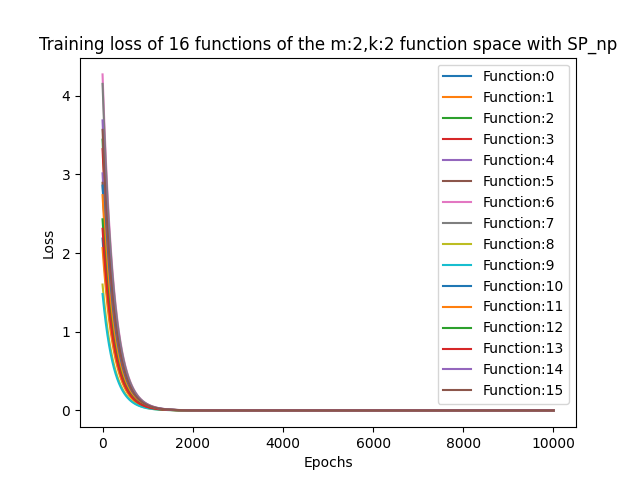 Training loss of 16 functions of the m:2,k:2 function space with SP_np
Loss
4
3
2
1
0
0
2000
4000
6000
8000
10000
Epochs
Function:0
Function:1
Function:2
Function:3
Function:4
Function:5
Function:6
Function:7
Function:8
Function:9
Function:10
Function:11
Function:12
Function:13
Function:14
Function:15